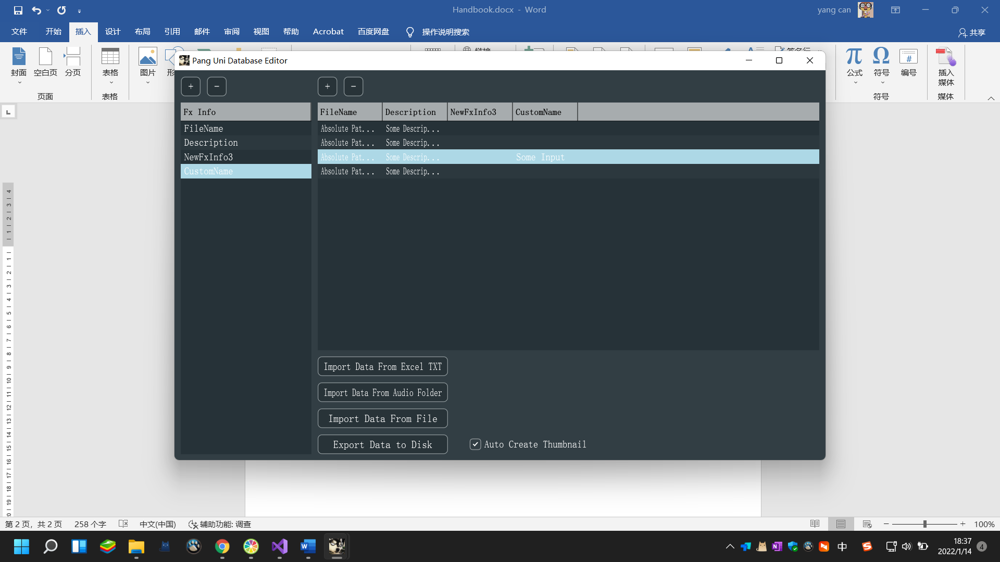 Handbook.docx - Word
yang can
文件 开始 插入 设计 布局 引用 邮件 审阅 视图 帮助 Acrobat 百度网盘 操作说明搜索 共享
封面 空白页 分页 表格 图片 公式 符号 编号 插入
媒体
页面 表格 符号 媒体
Pang Uni Database Editor
+ − + −
Fx Info
FileName
Description
NewFxInfo3
CustomName
FileName Description NewFxInfo3 CustomName
Absolute Pat... Some Descrip...
Absolute Pat... Some Descrip...
Absolute Pat... Some Descrip... Some Input
Absolute Pat... Some Descrip...
Import Data From Excel TXT
Import Data From Audio Folder
Import Data From File
Export Data to Disk
Auto Create Thumbnail
第 2 页，共 2 页 258 个字 中文(中国) 辅助功能: 调查 100%
中 18:37
2022/1/14 4